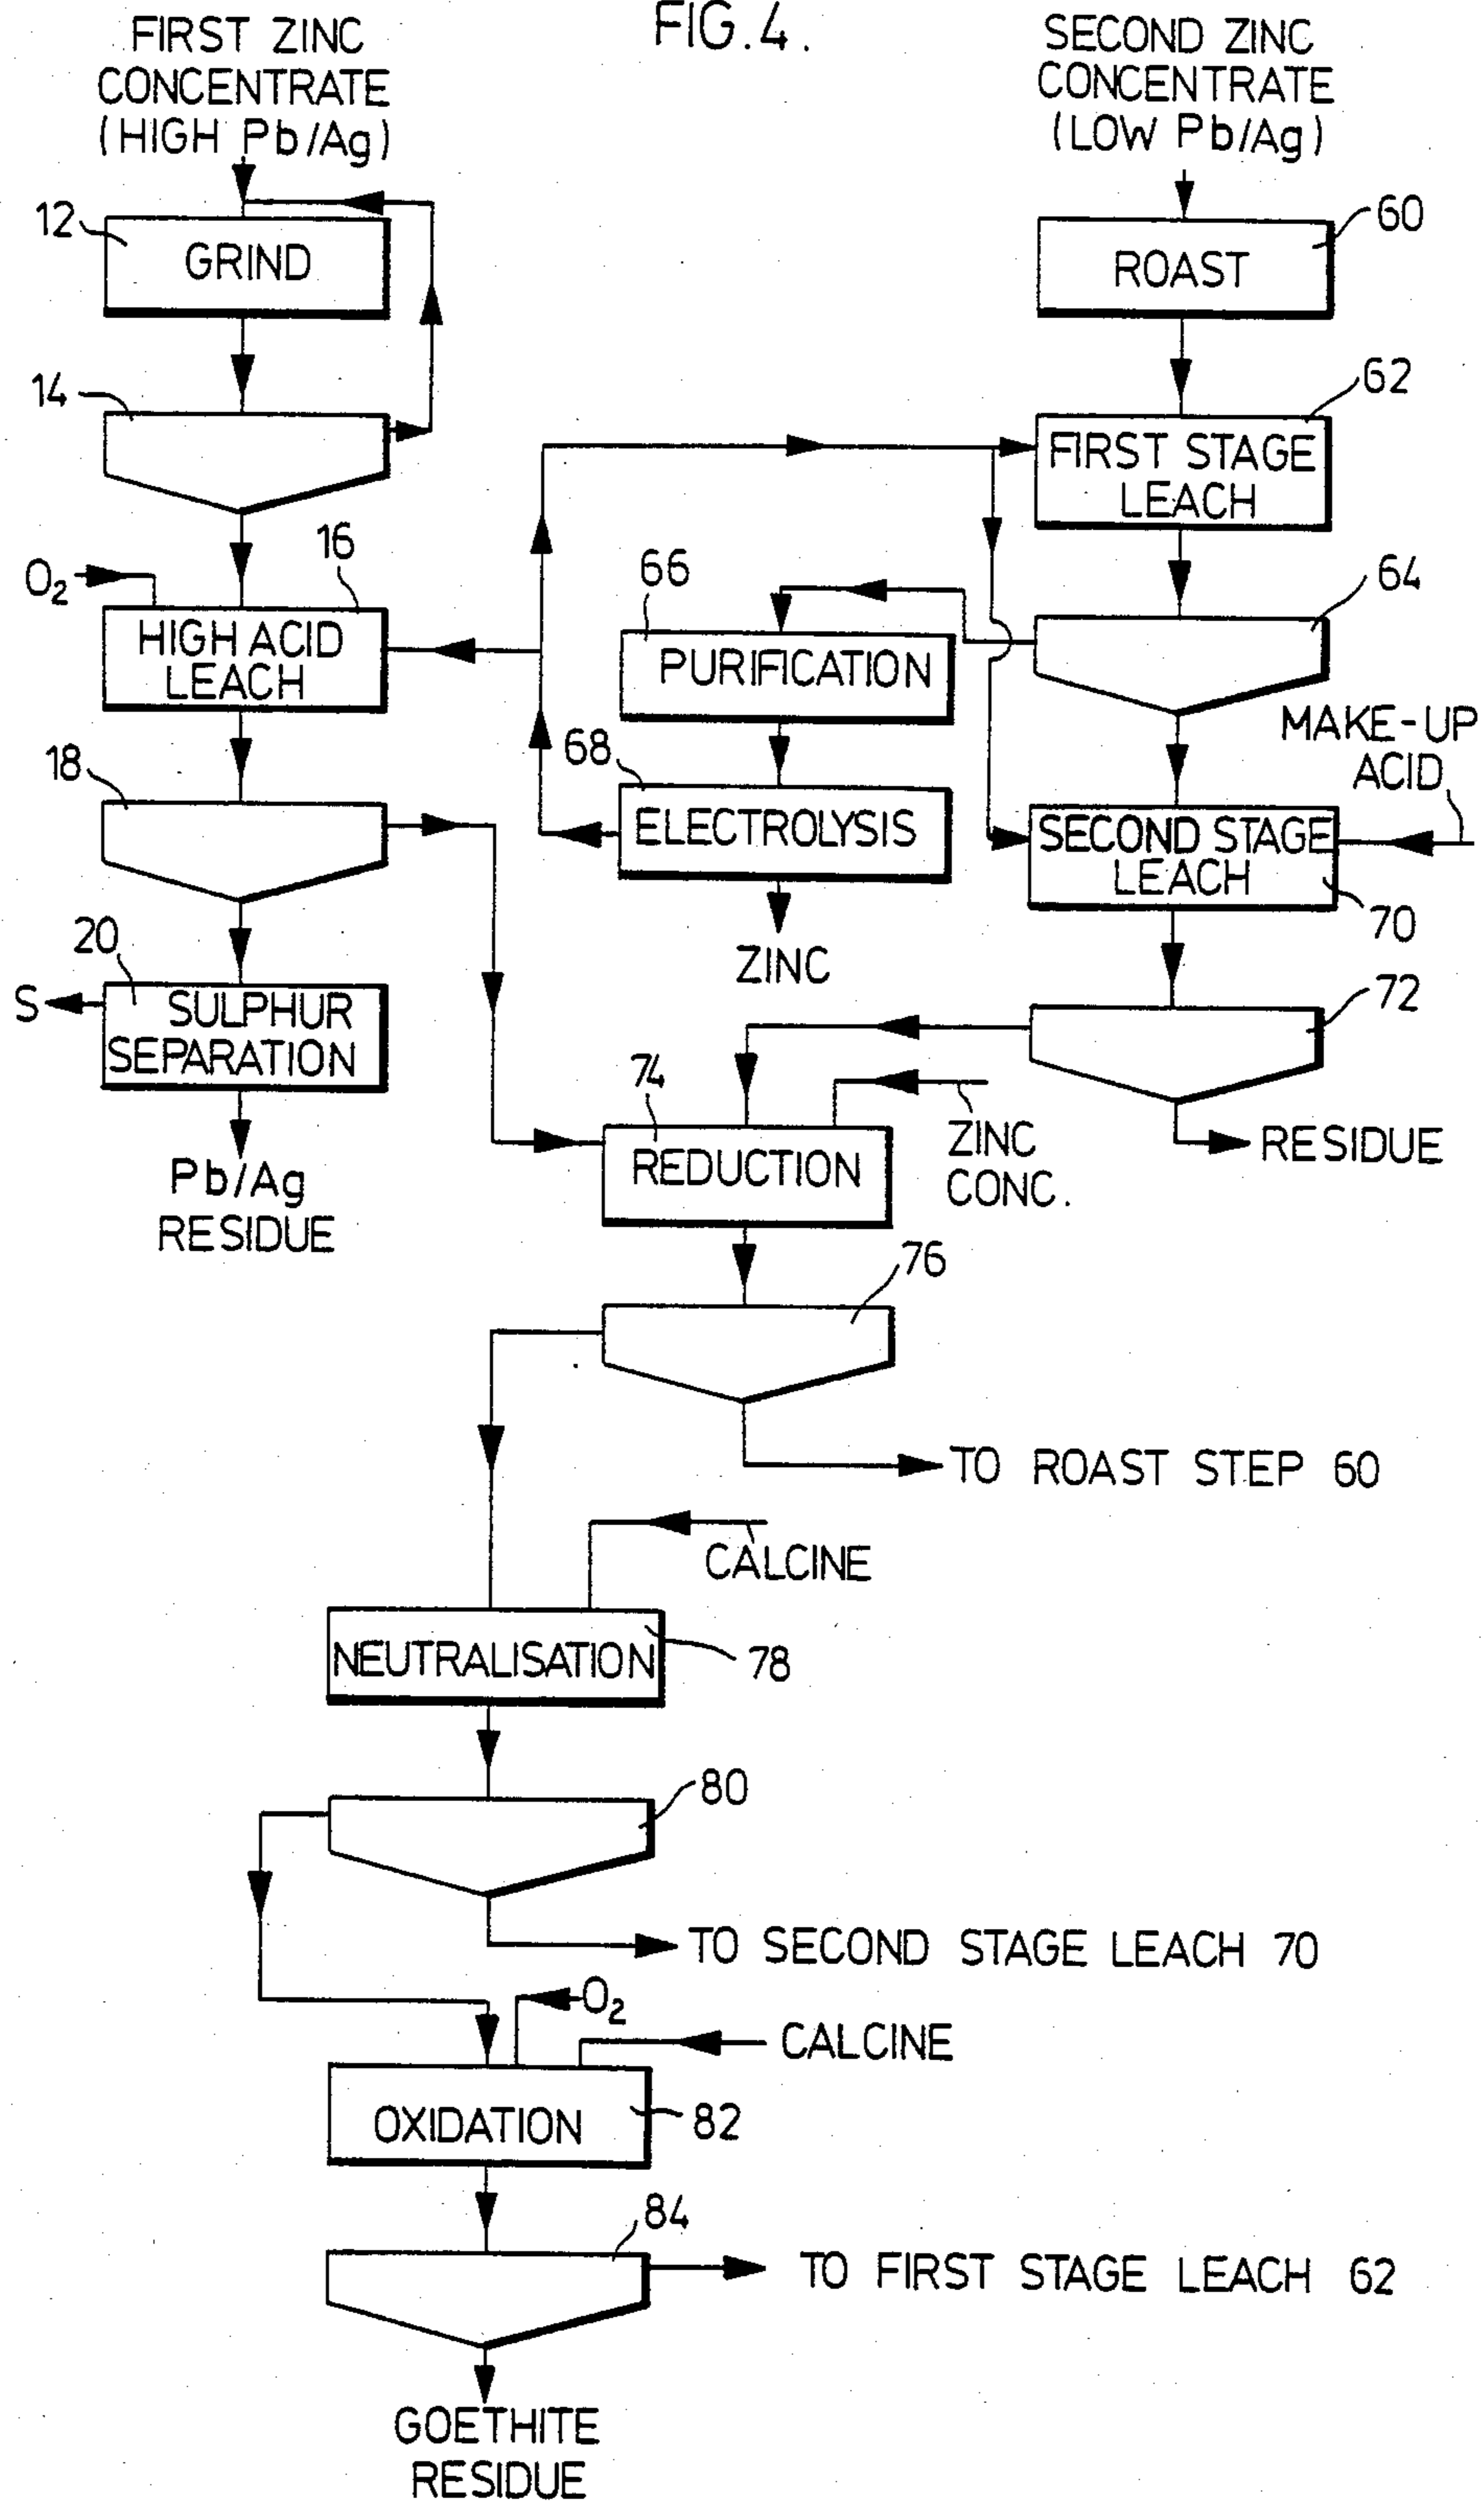 FIG. 4.
FIRST ZINC
CONCENTRATE
(HIGH Pb/Ag)
SECOND ZINC
CONCENTRATE
(LOW Pb/Ag)
12
GRIND
60
ROAST
14
62
FIRST STAGE
LEACH
O2
16
HIGH ACID
LEACH
66
PURIFICATION
64
MAKE-UP
ACID
18
68
ELECTROLYSIS
SECOND STAGE
LEACH
70
ZINC
20
S
SULPHUR
SEPARATION
72
74
REDUCTION
ZINC
CONC.
RESIDUE
Pb/Ag
RESIDUE
76
TO ROAST STEP 60
CALCINE
NEUTRALISATION
78
80
TO SECOND STAGE LEACH 70
O2
CALCINE
OXIDATION
82
84
TO FIRST STAGE LEACH 62
GOETHITE
RESIDUE